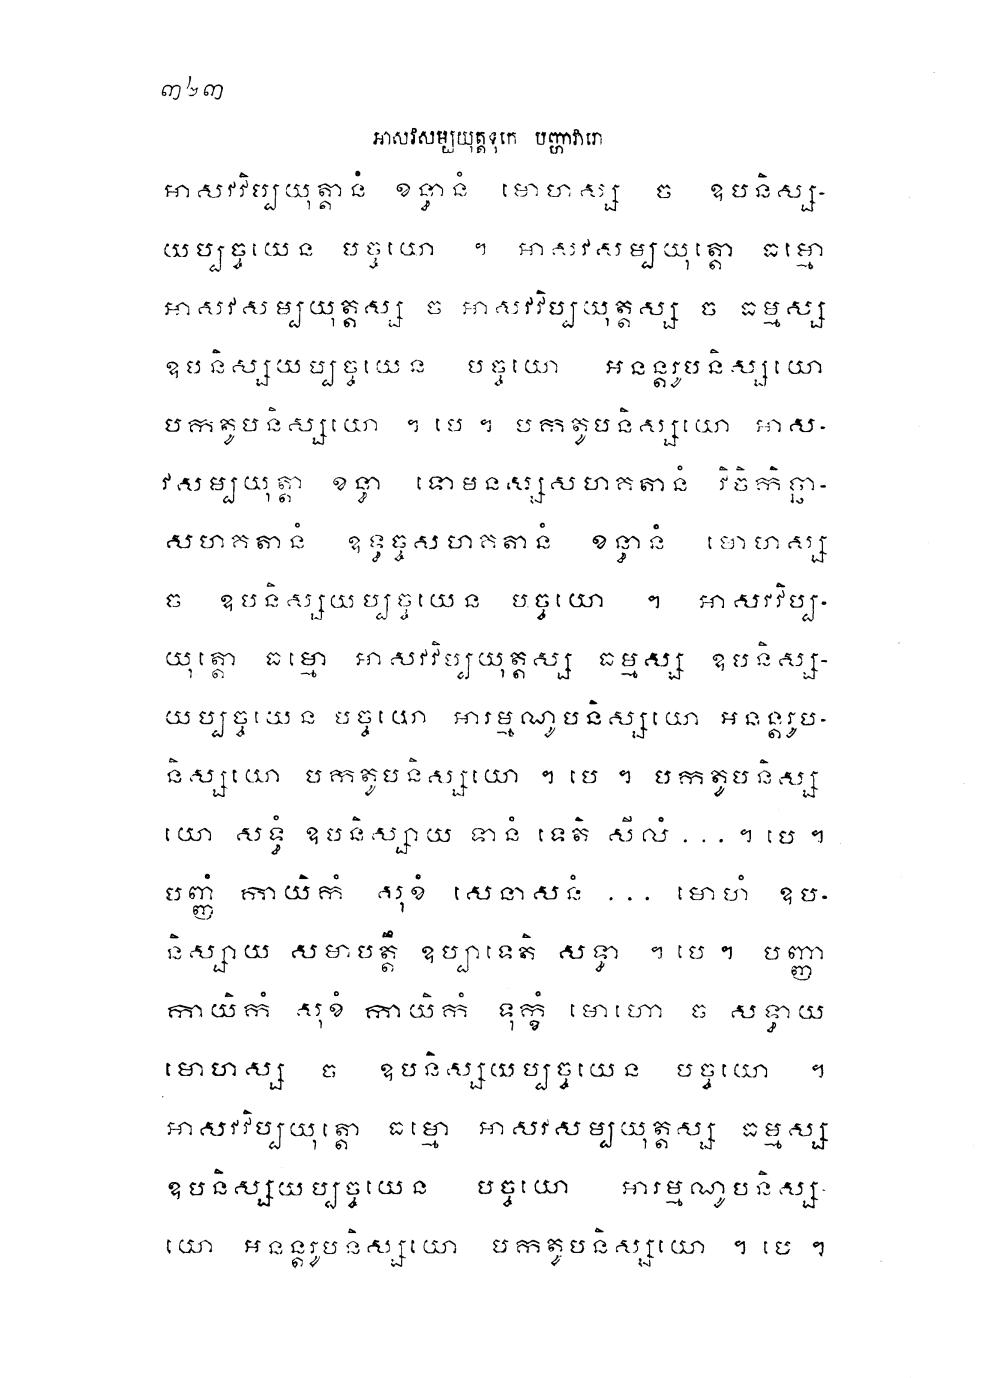 ៣៦៣
អាសវសម្បយុត្តទុកេ បញ្ហាវារោ
អាសវវិប្បយុត្តានំ ខន្ធានំ មោហស្ស ច ឧបនិស្ស-
យប្បច្ចយេន បច្ចយោ ។ អាសវសម្បយុត្តោ ធម្មោ
អាសវសម្បយុត្តស្ស ច អាសវវិប្បយុត្តស្ស ច ធម្មស្ស
ឧបនិស្សយប្បច្ចយេន បច្ចយោ អនន្តរូបនិស្សយោ
បកតូបនិស្សយោ ។ បេ ។ បកតូបនិស្សយោ អាស-
វសម្បយុត្តា ខន្ធា ទោមនស្សសហគតានំ វិចិកិច្ឆា-
សហគតានំ ឧទ្ធច្ចសហគតានំ ខន្ធានំ មោហស្ស
ច ឧបនិស្សយប្បច្ចយេន បច្ចយោ ។ អាសវវិប្ប-
យុត្តោ ធម្មោ អាសវវិប្បយុត្តស្ស ធម្មស្ស ឧបនិស្ស-
យប្បច្ចយេន បច្ចយោ អារម្មណូបនិស្សយោ អនន្តរូប-
និស្សយោ បកតូបនិស្សយោ ។ បេ ។ បកតូបនិស្ស
យោ សទ្ធំ ឧបនិស្សាយ ទានំ ទេតិ សីលំ ... ។ បេ ។
បញ្ញំ កាយិកំ សុខំ សេនាសនំ ... មោហំ ឧប-
និស្សាយ សមាបត្តឹ ឧប្បាទេតិ សទ្ធា ។ បេ ។ បញ្ញា
កាយិកំ សុខំ កាយិកំ ទុក្ខំ មោហោ ច សទ្ធាយ
មោហស្ស ច ឧបនិស្សយប្បច្ចយេន បច្ចយោ ។
អាសវវិប្បយុត្តោ ធម្មោ អាសវសម្បយុត្តស្ស ធម្មស្ស
ឧបនិស្សយប្បច្ចយេន បច្ចយោ អារម្មណូបនិស្ស-
យោ អនន្តរូបនិស្សយោ បកតូបនិស្សយោ ។ បេ ។